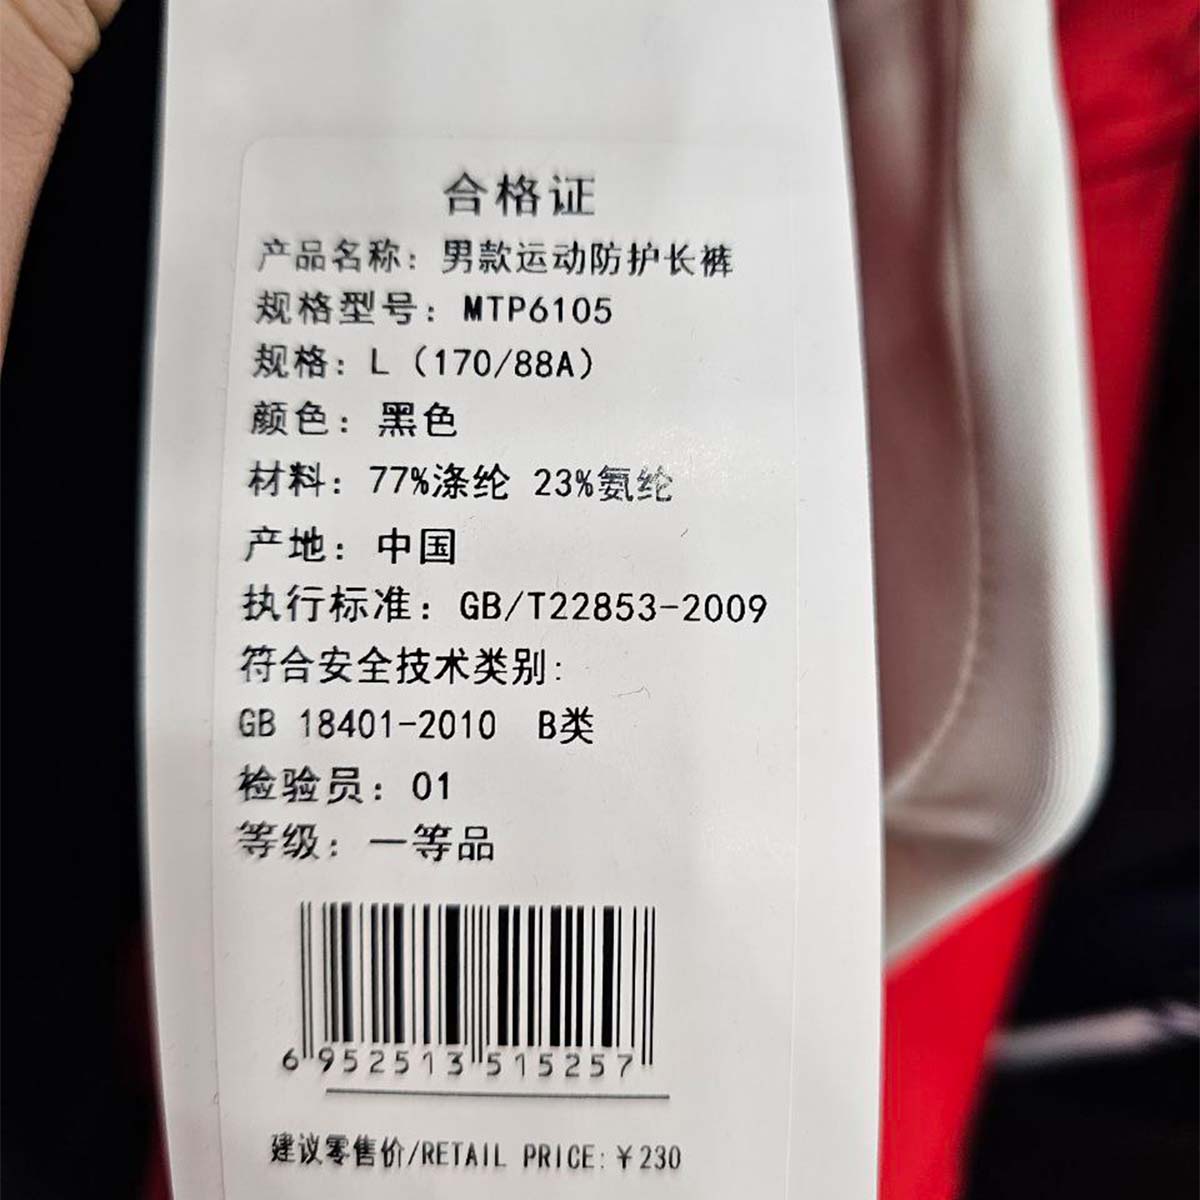 合格证
产品名称：男款运动防护长裤
规格型号：MTP6105
规格：L（170/88A）
颜色：黑色
材料：77%涤纶 23%氨纶
产地：中国
执行标准：GB/T22853-2009
符合安全技术类别:
GB 18401-2010 B类
检验员：01
等级：一等品
6 952513 515257
建议零售价/RETAIL PRICE:￥230